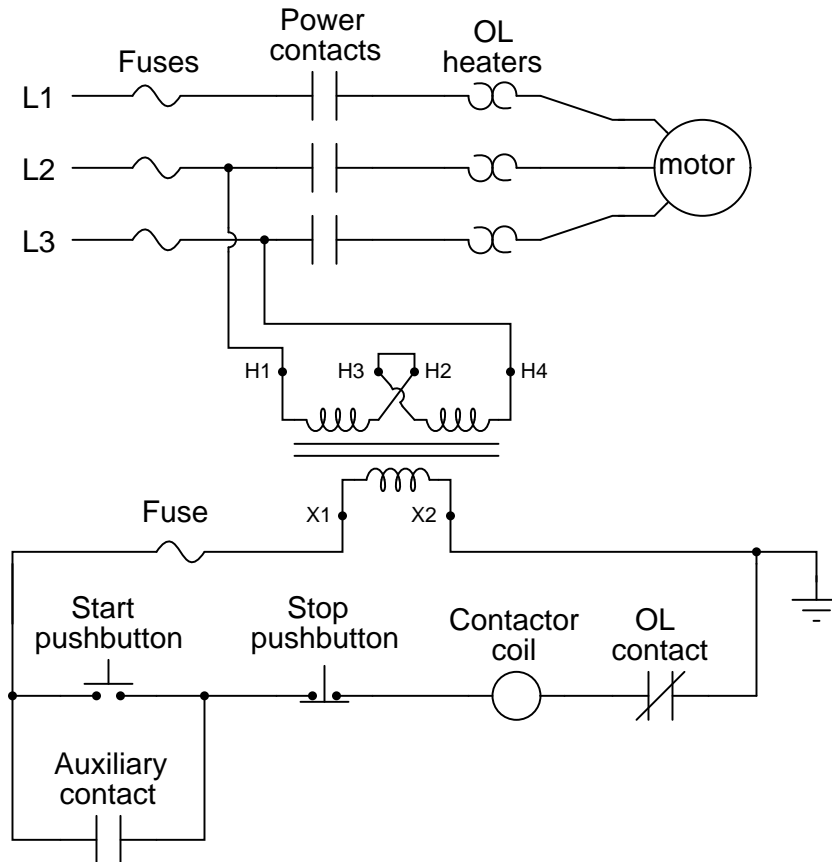 Power
contacts
OL
heaters
Fuses
L1
L2
L3
motor
H1
H3
H2
H4
Fuse
X1
X2
Start
pushbutton
Stop
pushbutton
Contactor
coil
OL
contact
Auxiliary
contact